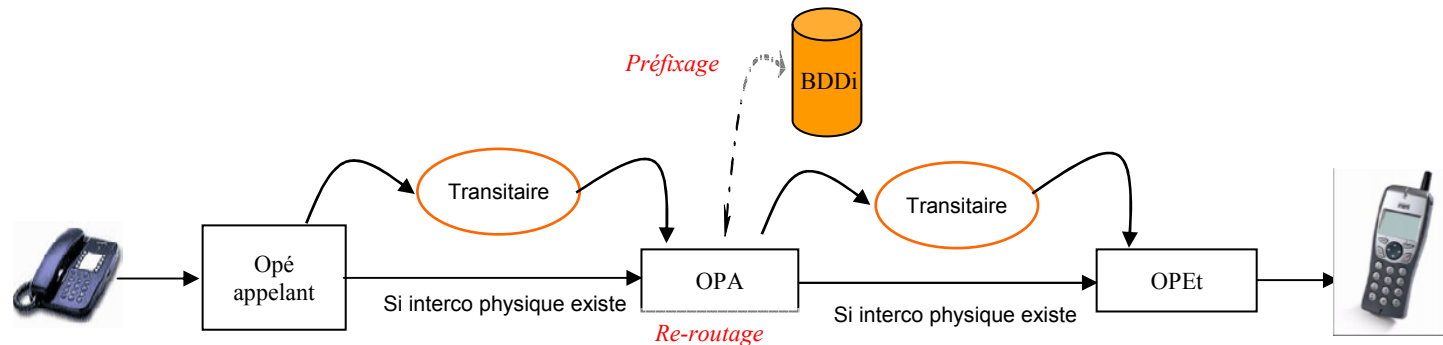 Préfixage
BDDi
Transitaire
Transitaire
Opé
appelant
OPA
OPEt
Si interco physique existe
Si interco physique existe
Re-routage